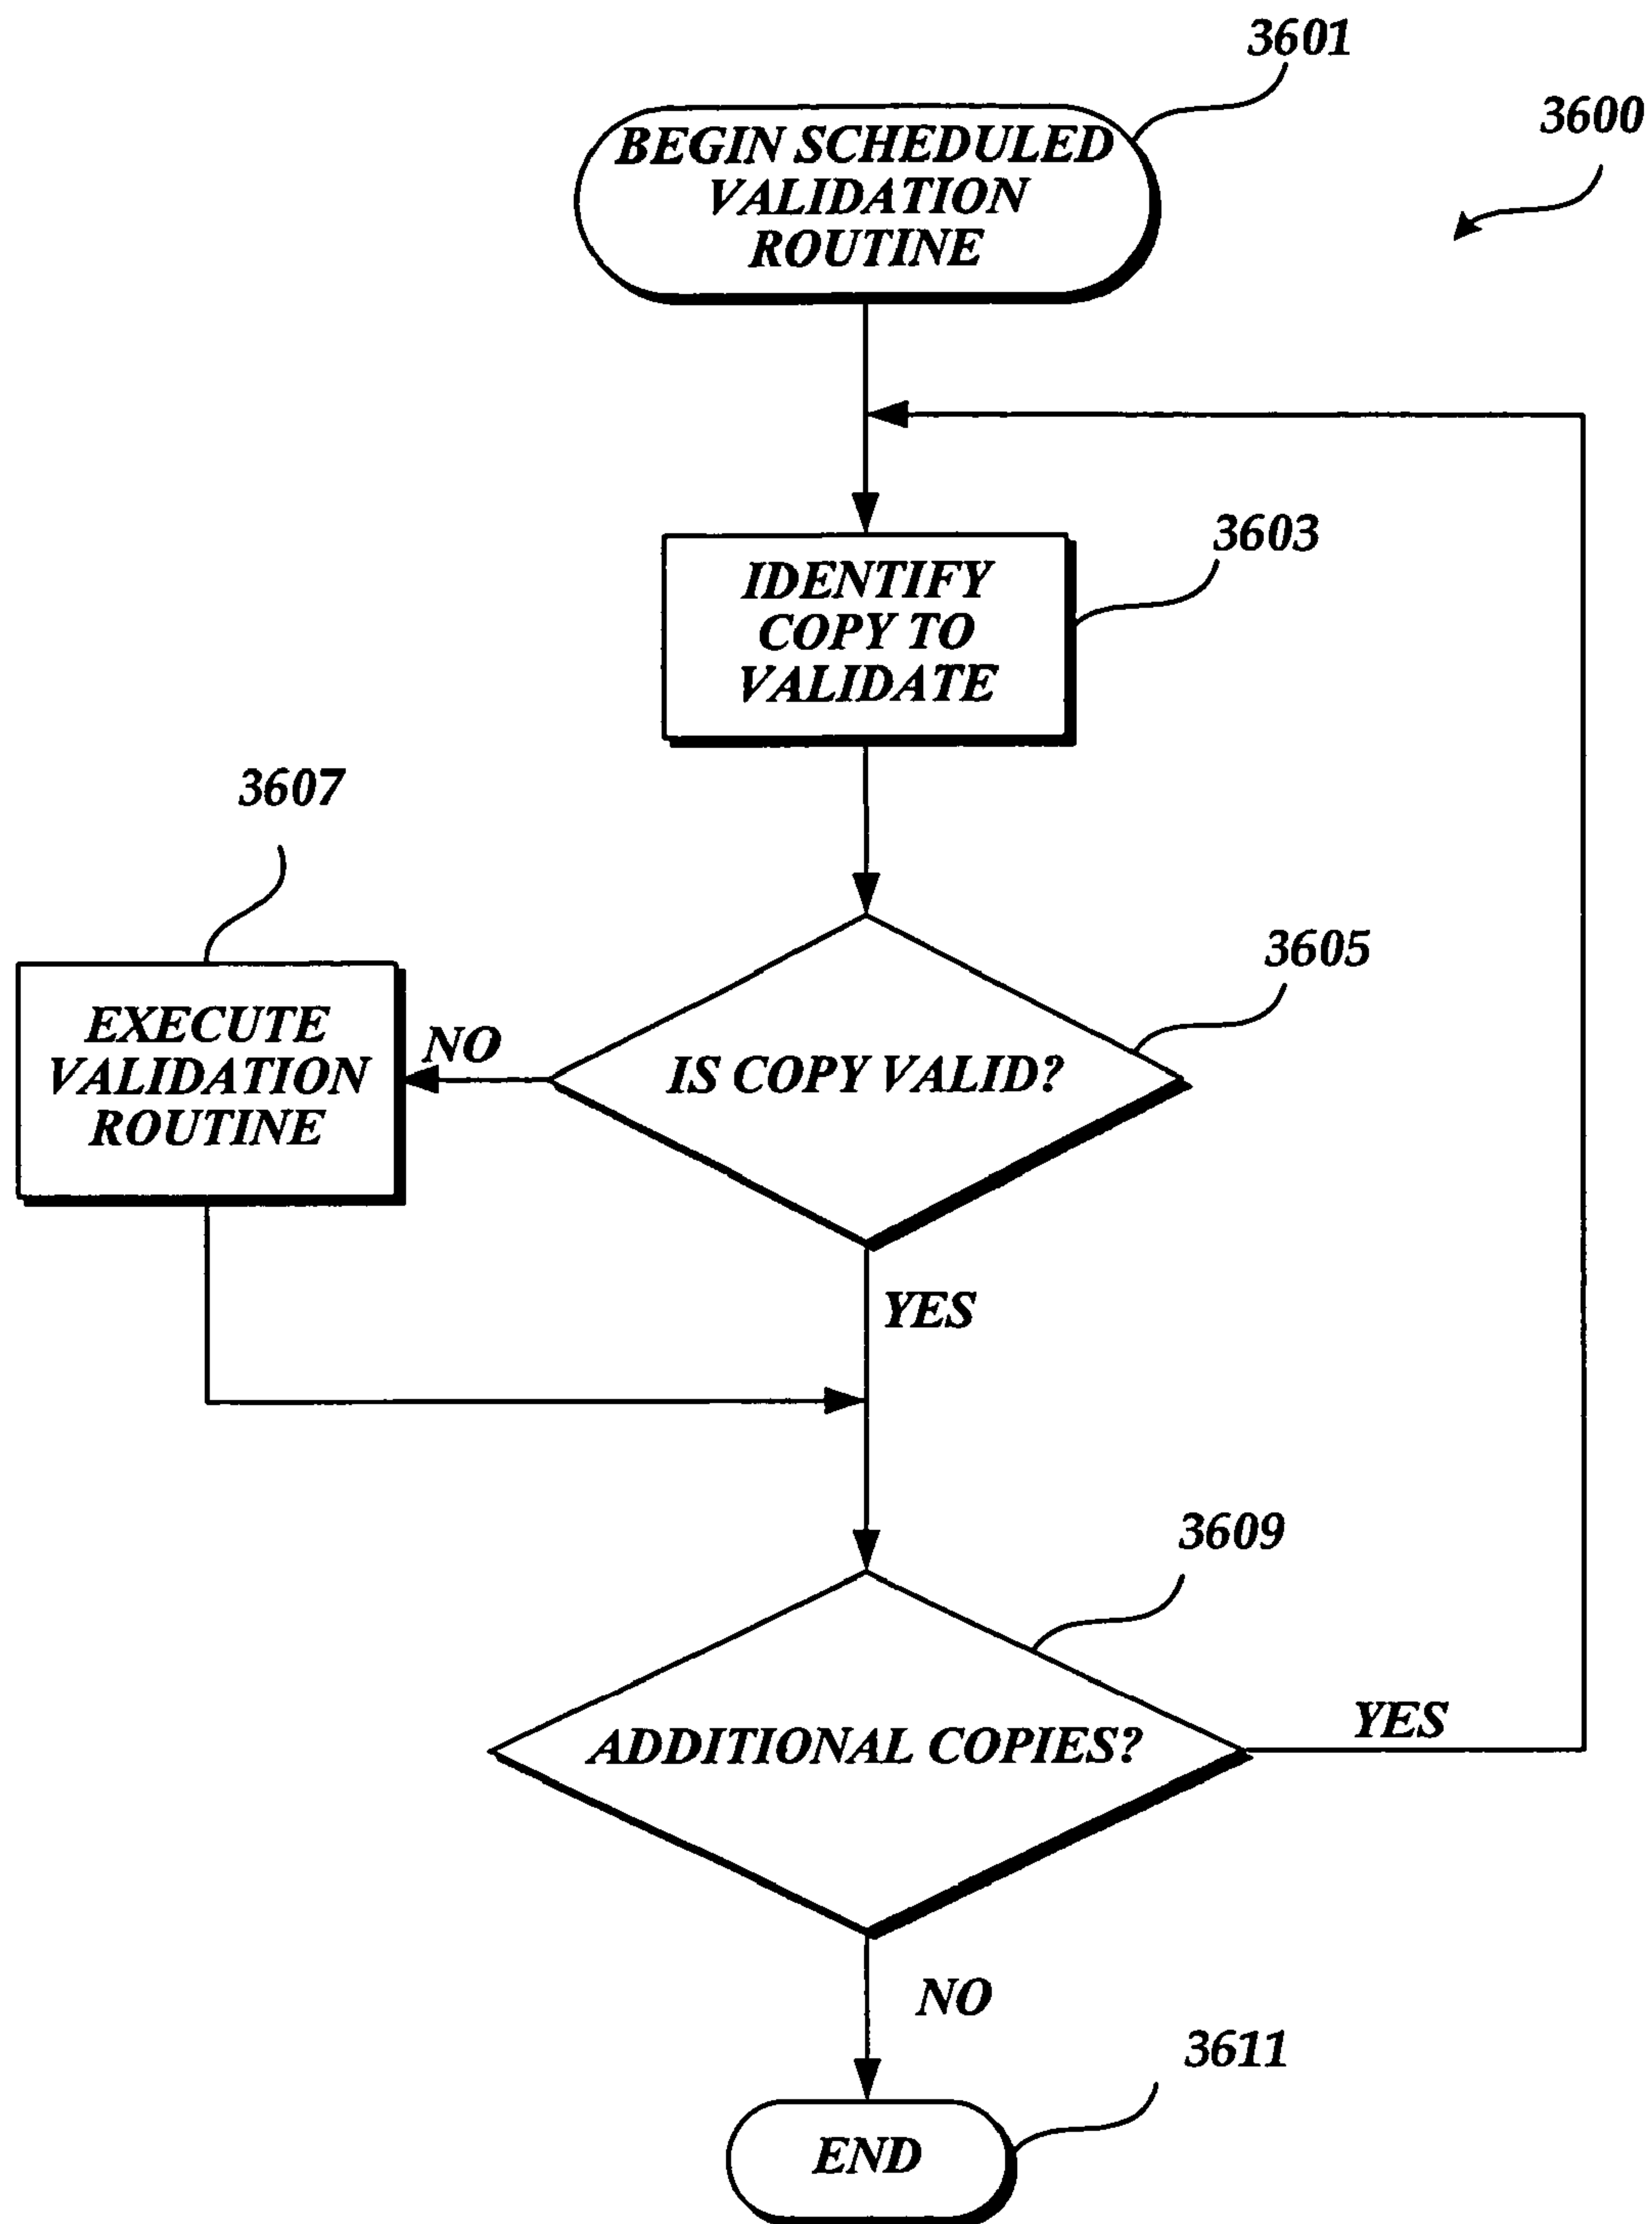 3601
3600
BEGIN SCHEDULED
VALIDATION
ROUTINE
3603
IDENTIFY
COPY TO
VALIDATE
3607
3605
EXECUTE
VALIDATION
ROUTINE
NO
IS COPY VALID?
YES
3609
ADDITIONAL COPIES?
YES
NO
3611
END